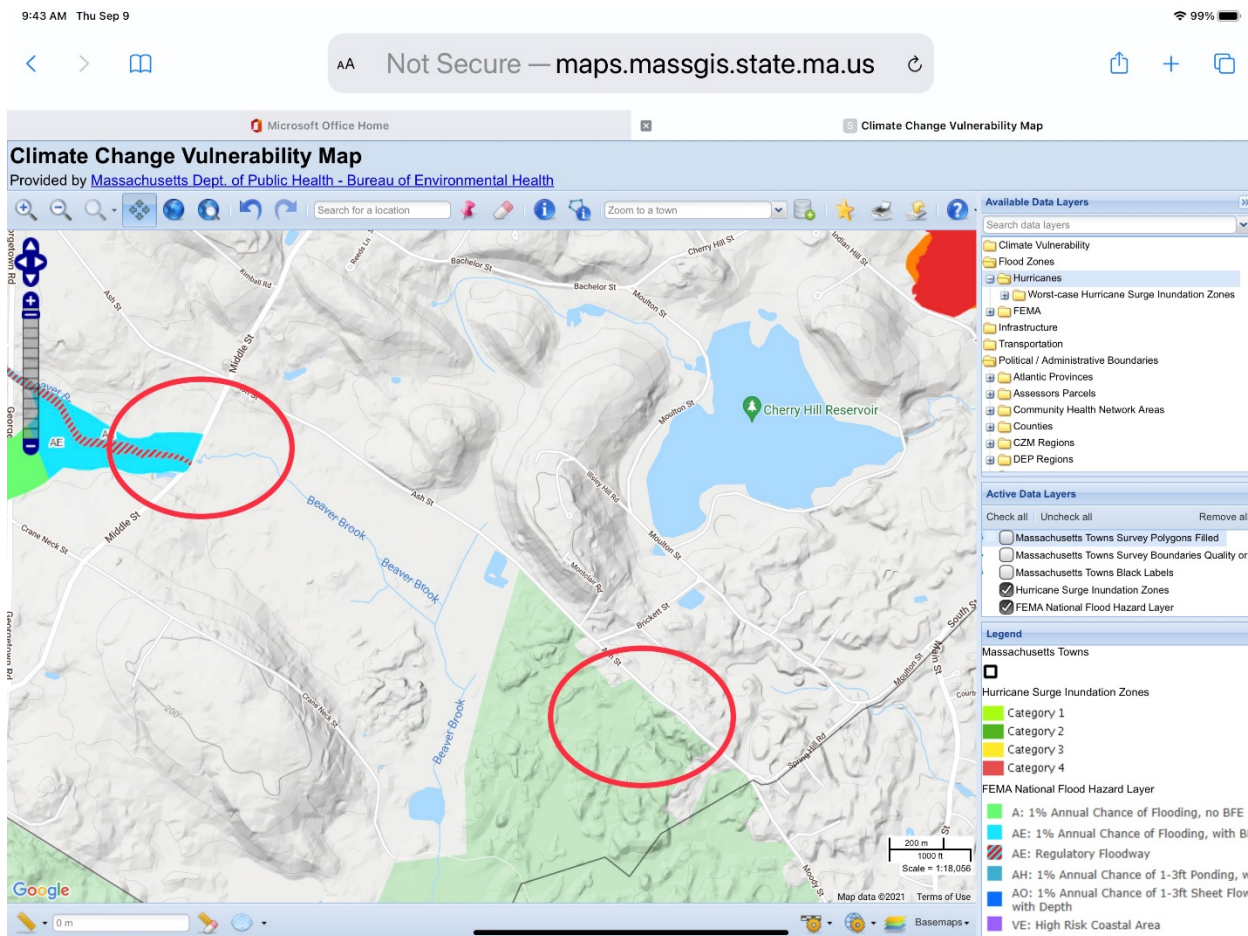 9:43 AM Thu Sep 9
99%
AA Not Secure — maps.massgis.state.ma.us
Microsoft Office Home
S Climate Change Vulnerability Map
Climate Change Vulnerability Map
Provided by Massachusetts Dept. of Public Health - Bureau of Environmental Health
Search for a location
Zoom to a town
Available Data Layers
Search data layers
Climate Vulnerability
Flood Zones
Hurricanes
Worst-case Hurricane Surge Inundation Zones
FEMA
Infrastructure
Transportation
Political / Administrative Boundaries
Atlantic Provinces
Assessors Parcels
Community Health Network Areas
Counties
CZM Regions
DEP Regions
Active Data Layers
Check all Uncheck all Remove all
Massachusetts Towns Survey Polygons Filled
Massachusetts Towns Survey Boundaries Quality or
Massachusetts Towns Black Labels
Hurricane Surge Inundation Zones
FEMA National Flood Hazard Layer
Legend
Massachusetts Towns
Hurricane Surge Inundation Zones
Category 1
Category 2
Category 3
Category 4
FEMA National Flood Hazard Layer
A: 1% Annual Chance of Flooding, no BFE
AE: 1% Annual Chance of Flooding, with
AE: Regulatory Floodway
AH: 1% Annual Chance of 1-3ft Ponding,
AO: 1% Annual Chance of 1-3ft Sheet Flow
with Depth
VE: High Risk Coastal Area
Reeds Ln
Cherry Hill St
Indian Hill St
Kimball Rd
Bachelor St
Bachelor St
Moulton St
Ash St
Middle St
Ash St
Moulton St
Cherry Hill Reservoir
AE
Ilsley Hill Rd
Ash St
Middle St
Crane Neck St
Beaver Brook
Moulton St
Beaver Brook
Montclair Rd
Brickett St
South St
Main St
Georgetown Rd
Ash St
Moulton St
Crane Neck St
200
Beaver Brook
Spring Hill Rd
Moody St
200 m
1000 ft
Scale = 1:18,056
Google
Map data ©2021 Terms of Use
0 m
Basemaps